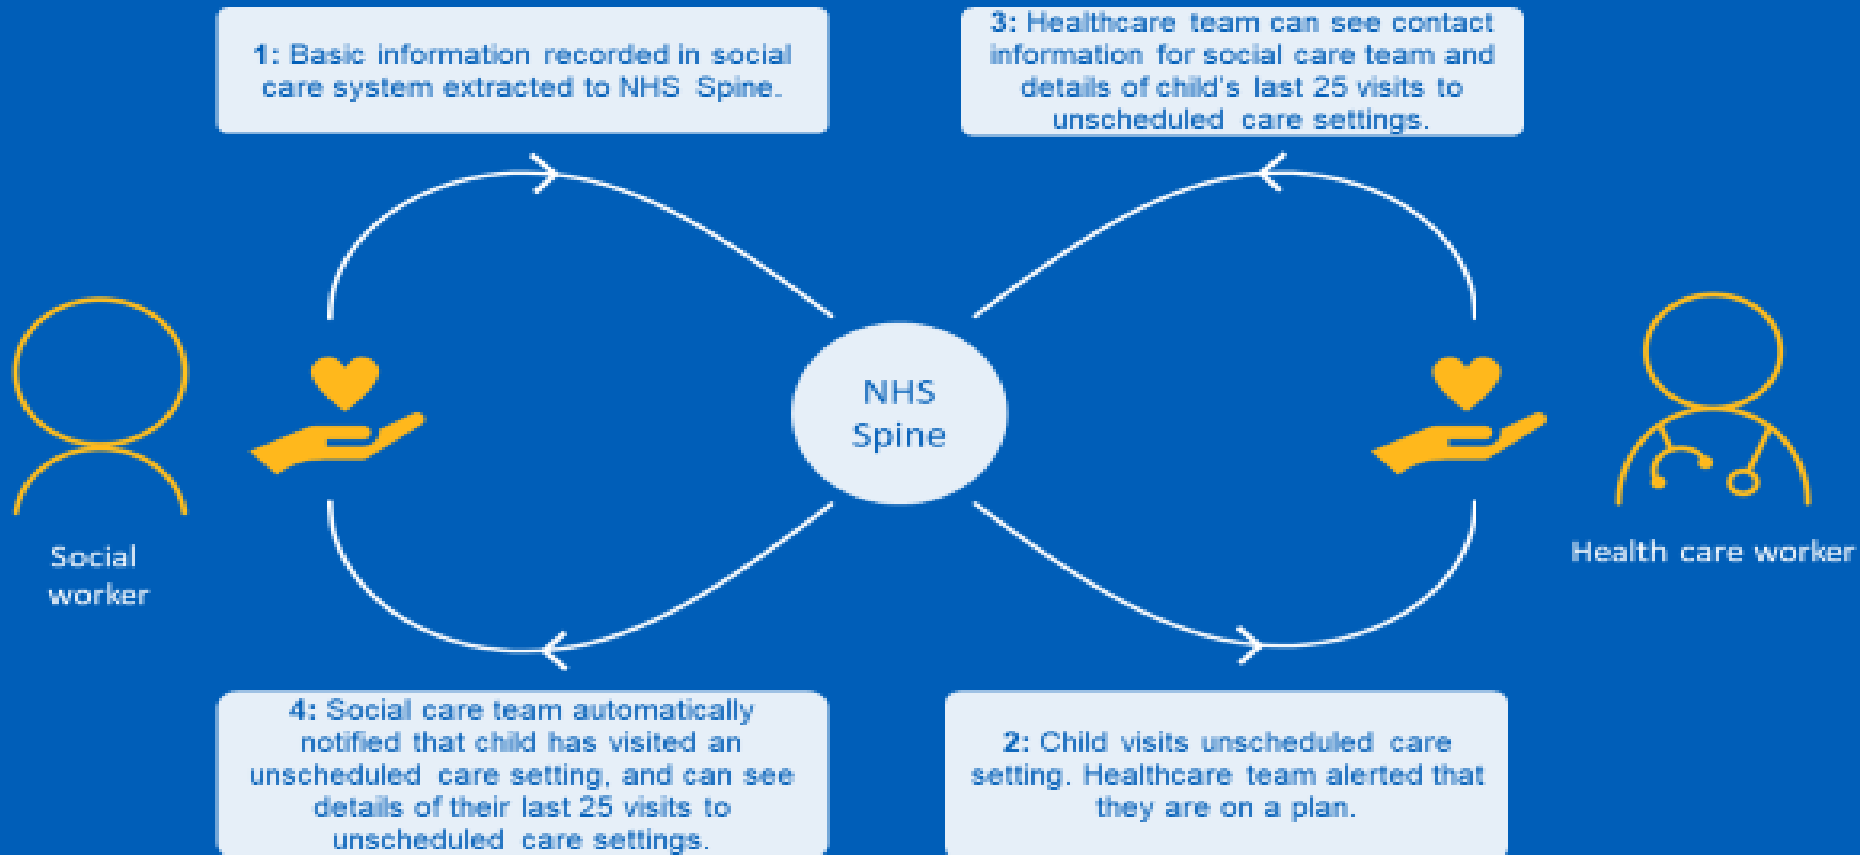 1: Basic information recorded in social
care system extracted to NHS Spine.
3: Healthcare team can see contact
information for social care team and
details of child's last 25 visits to
unscheduled care settings.
NHS
Spine
Social
worker
Health care worker
4: Social care team automatically
notified that child has visited an
unscheduled care setting, and can see
details of their last 25 visits to
unscheduled care settings.
2: Child visits unscheduled care
setting. Healthcare team alerted that
they are on a plan.